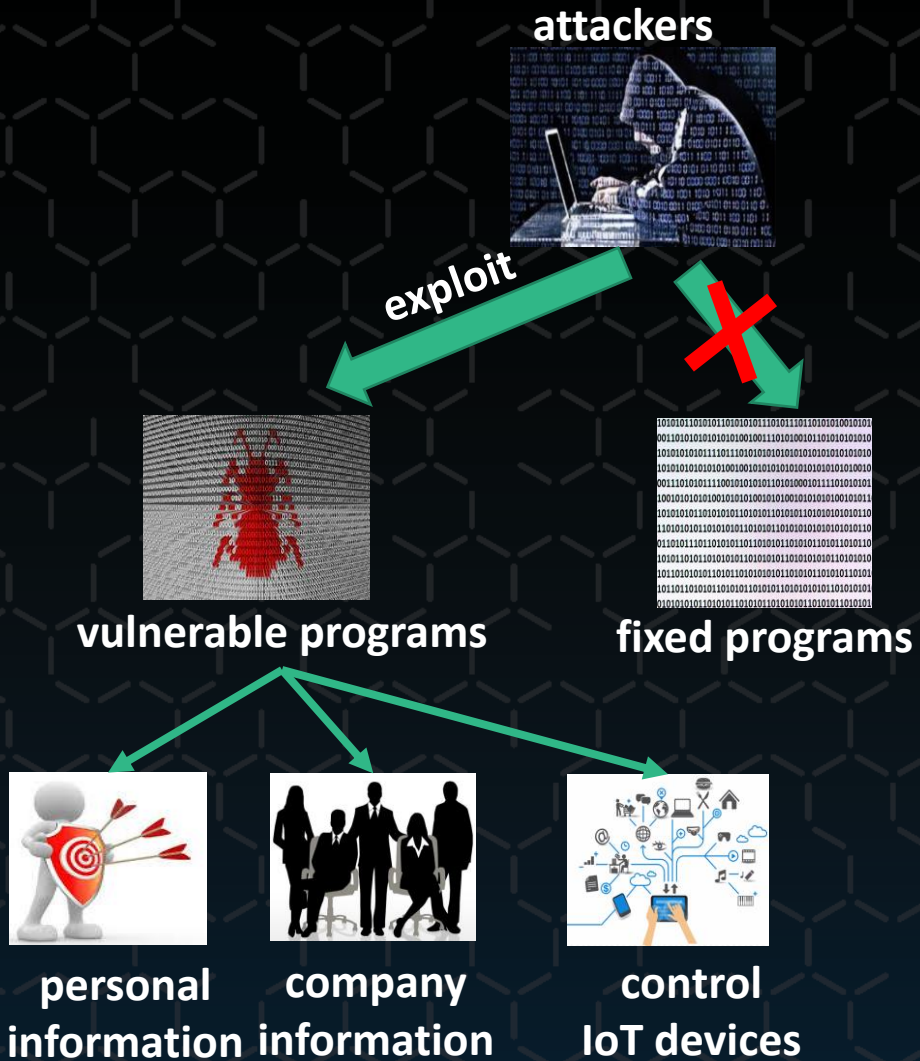 attackers
exploit
vulnerable programs
fixed programs
personal
information
company
information
control
IoT devices